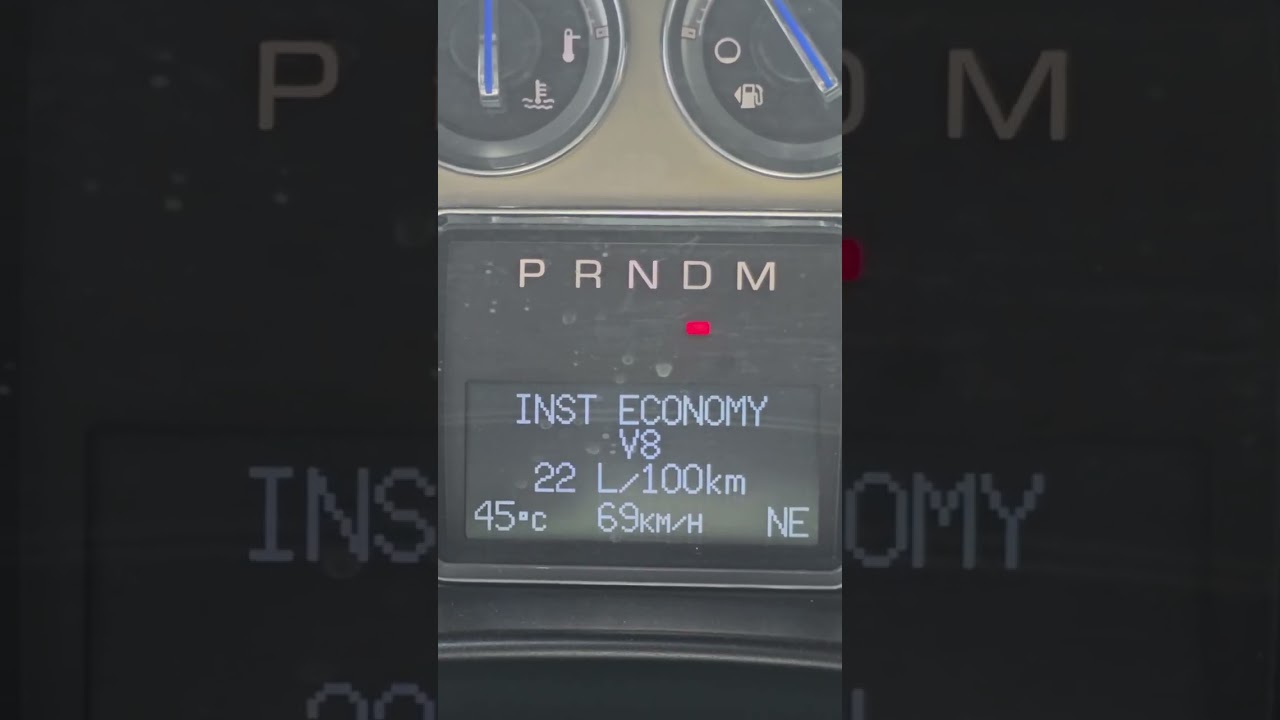 P R N D M
INST ECONOMY
V8
22 L/100km
45°C 69KM/H NE